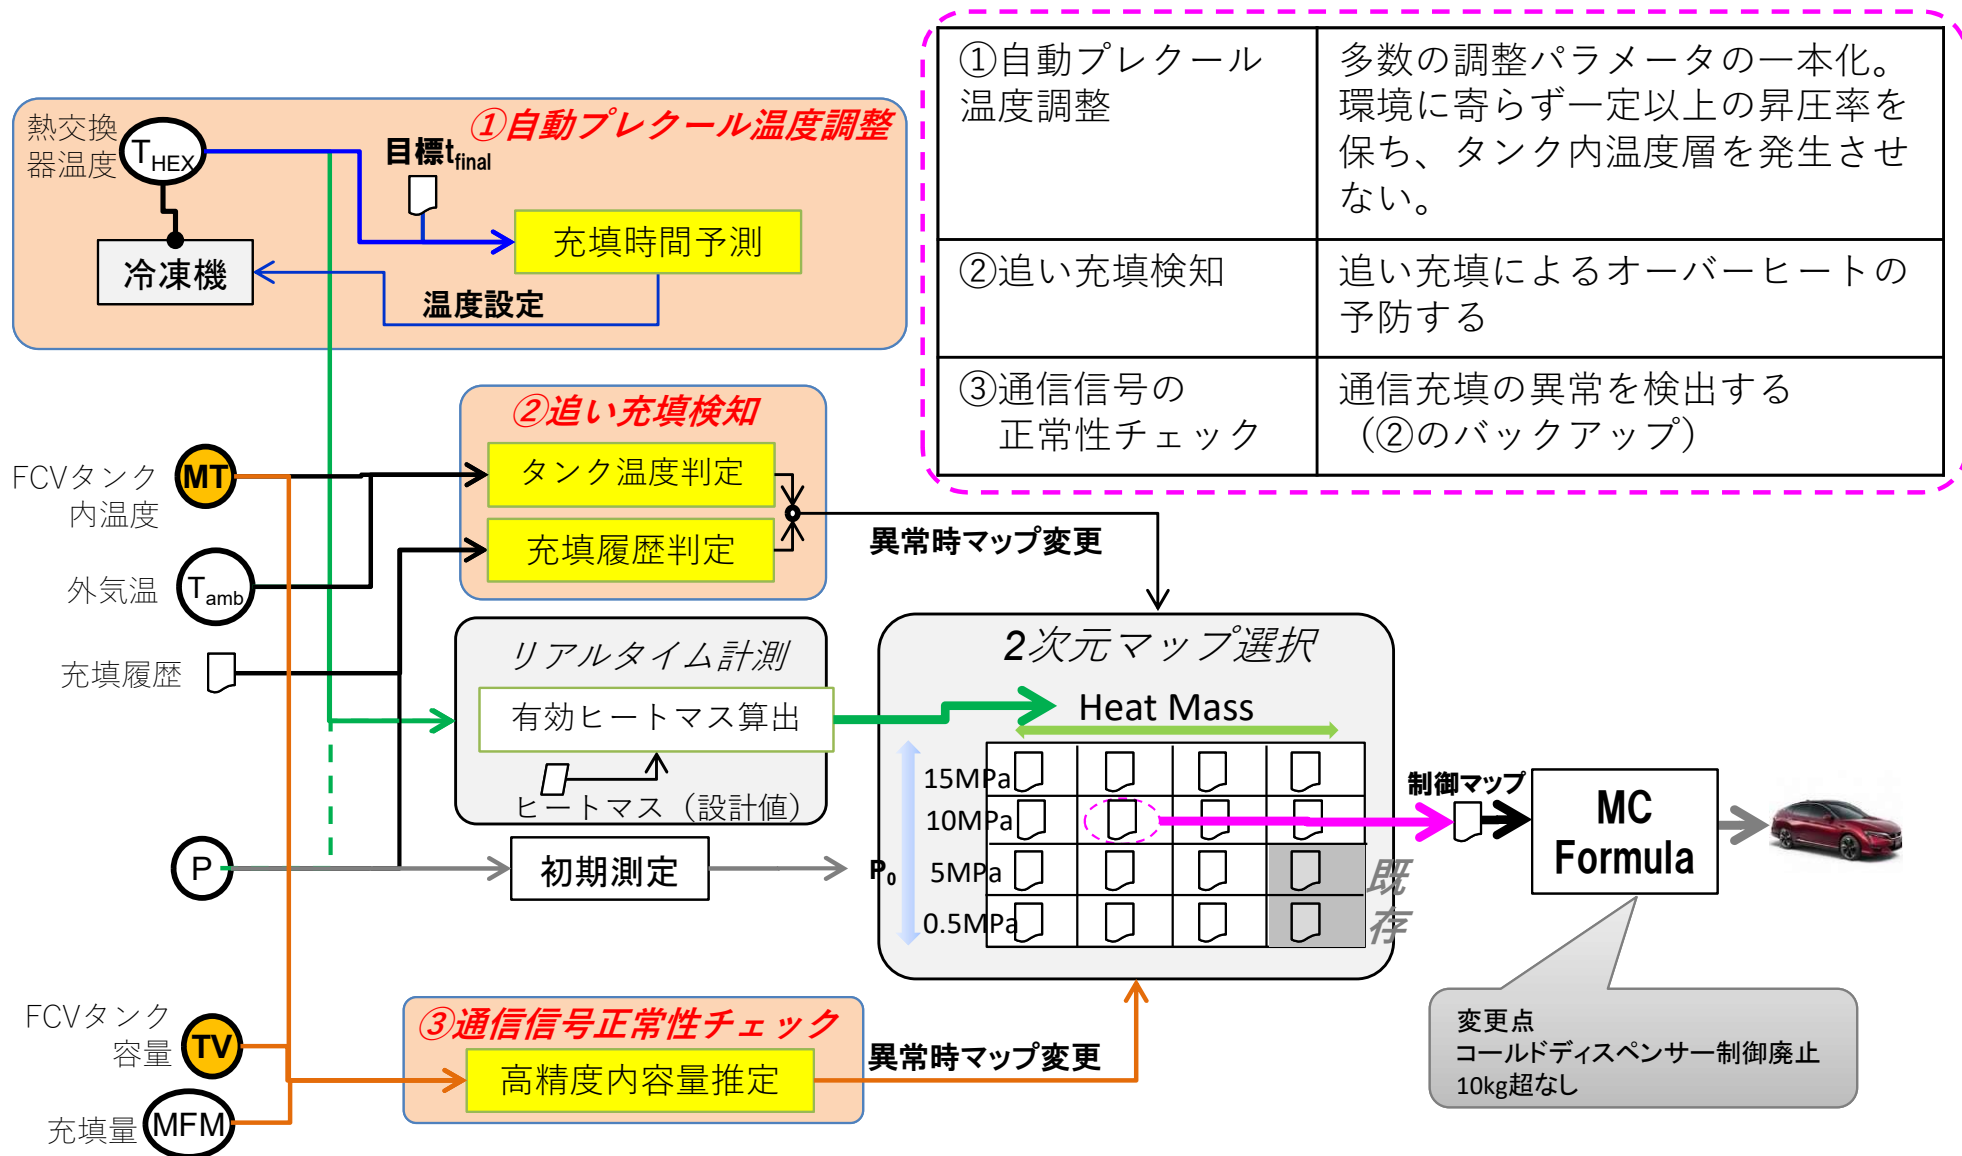 ①自動プレクール
温度調整
多数の調整パラメータの一本化。
環境に寄らず一定以上の昇圧率を
保ち、タンク内温度層を発生させ
ない。
②追い充填検知
追い充填によるオーバーヒートの
予防する
③通信信号の
正常性チェック
通信充填の異常を検出する
（②のバックアップ）
①自動プレクール温度調整
熱交換
器温度
THEX
目標tfinal
充填時間予測
冷凍機
温度設定
②追い充填検知
FCVタンク
内温度
MT
タンク温度判定
充填履歴判定
異常時マップ変更
外気温
Tamb
充填履歴
リアルタイム計測
有効ヒートマス算出
ヒートマス（設計値）
2次元マップ選択
Heat Mass
15MPa
10MPa
5MPa
0.5MPa
P0
既
存
制御マップ
MC
Formula
P
初期測定
変更点
コールドディスペンサー制御廃止
10kg超なし
③通信信号正常性チェック
FCVタンク
容量
TV
高精度内容量推定
異常時マップ変更
充填量
MFM